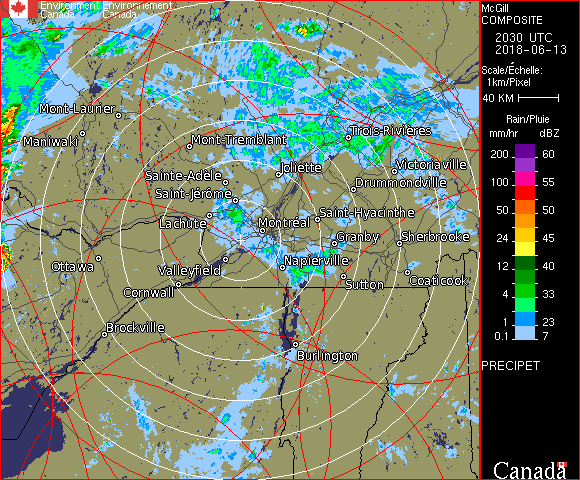 Environment Environnement
Canada Canada
McGill
COMPOSITE
2030 UTC
2018-06-13
Scale/Échelle:
1km/Pixel
40 KM
Rain/Pluie
mm/hr dBZ
200 60
100 55
50 50
24 45
12 40
4 33
1 23
0.1 7
PRECIPET
Canada
Mont-Laurier
Maniwaki
Mont-Tremblant
Trois-Rivières
Sainte-Adèle
Joliette
Victoriaville
Saint-Jérôme
Drummondville
Lachute
Montréal
Saint-Hyacinthe
Granby
Sherbrooke
Ottawa
Valleyfield
Napierville
Cornwall
Sutton
Coaticook
Brockville
Burlington